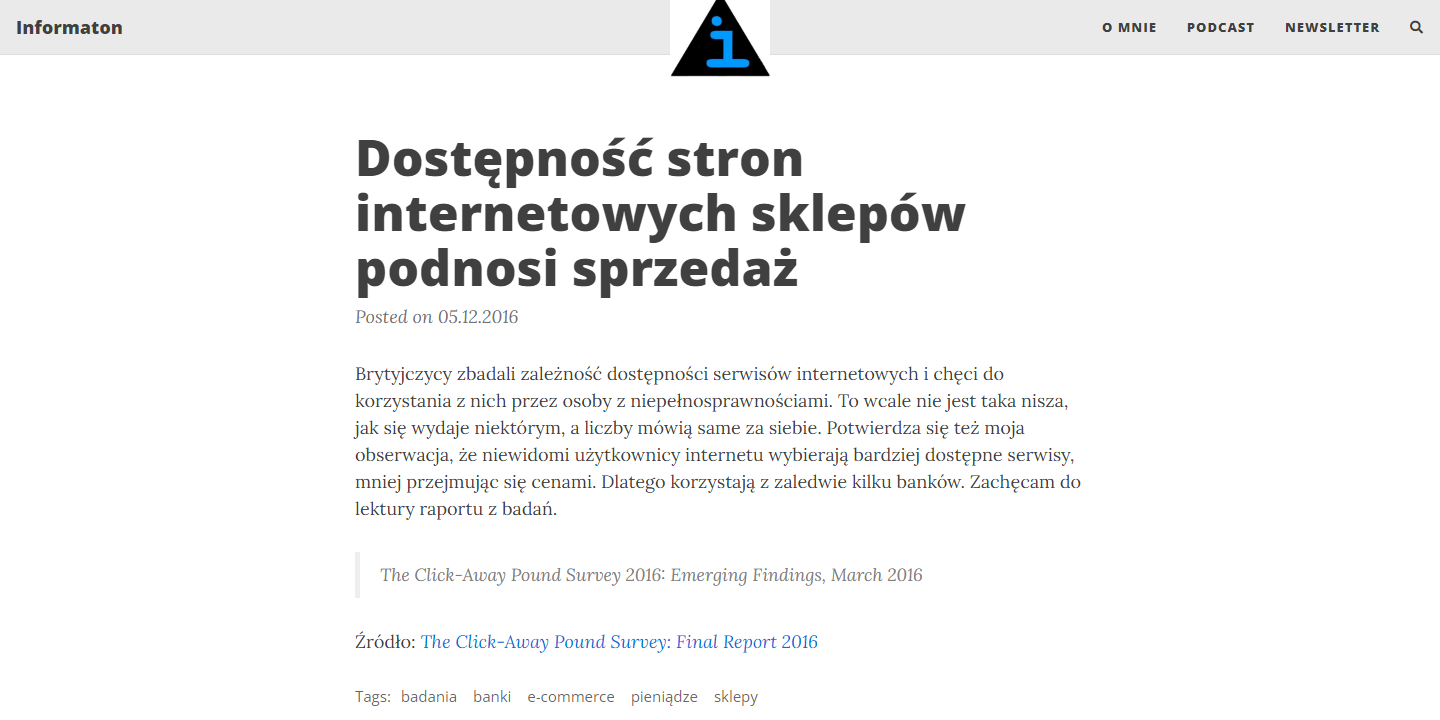 Informaton
i
O MNIE PODCAST NEWSLETTER
Dostępność stron
internetowych sklepów
podnosi sprzedaż
Posted on 05.12.2016
Brytyjczycy zbadali zależność dostępności serwisów internetowych i chęci do
korzystania z nich przez osoby z niepełnosprawnościami. To wcale nie jest taka nisza,
jak się wydaje niektórym, a liczby mówią same za siebie. Potwierdza się też moja
obserwacja, że niewidomi użytkownicy internetu wybierają bardziej dostępne serwisy,
mniej przejmując się cenami. Dlatego korzystają z zaledwie kilku banków. Zachęcam do
lektury raportu z badań.
The Click-Away Pound Survey 2016: Emerging Findings, March 2016
Źródło: The Click-Away Pound Survey: Final Report 2016
Tags: badania banki e-commerce pieniądze sklepy